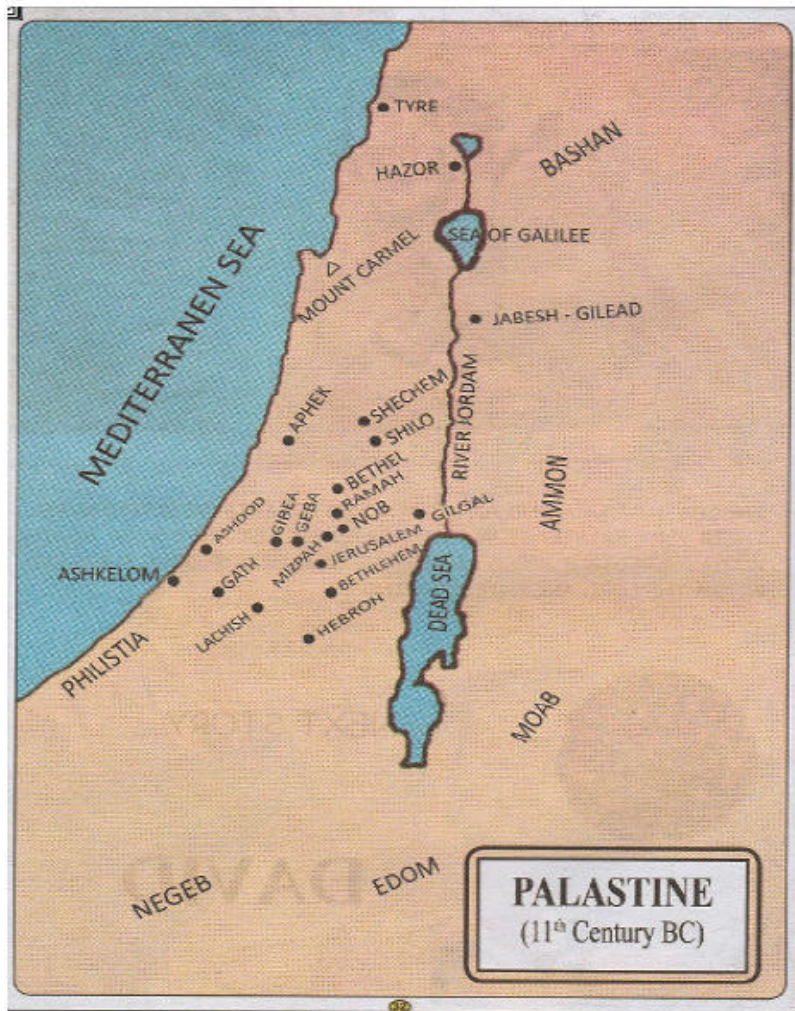 TYRE
BASHAN
HAZOR
SEA OF GALILEE
MEDITERRANEN SEA
MOUNT CARMEL
JABESH - GILEAD
RIVER JORDAM
APHEK
SHECHEM
SHILO
BETHEL
RAMAH
AMMON
NOB
GILGAL
GIBEA
GEBA
ASHDOD
MIZPAH
JERUSALEM
ASHKELOM
GATH
BETHLEHEM
DEAD SEA
LACHISH
HEBRON
PHILISTIA
MOAB
NEGEB
EDOM
PALASTINE
(11th Century BC)